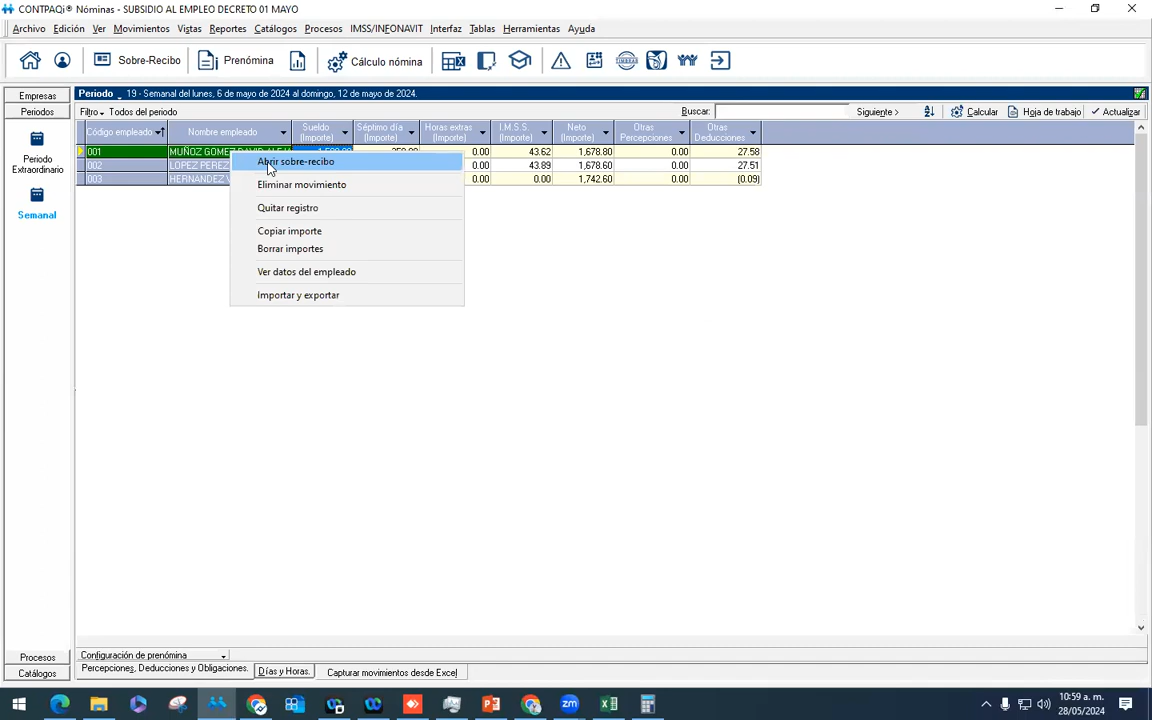 CONTPAQi® Nóminas - SUBSIDIO AL EMPLEO DECRETO 01 MAYO
Archivo Edición Ver Movimientos Vistas Reportes Catálogos Procesos IMSS/INFONAVIT Interfaz Tablas Herramientas Ayuda
Sobre-Recibo Prenómina Cálculo nómina
Empresas
Periodo _ 19 - Semanal del lunes, 6 de mayo de 2024 al domingo, 12 de mayo de 2024.
Periodos
Filtro Todos del periodo Buscar: Siguiente > Calcular Hoja de trabajo Actualizar
Código empleado Nombre empleado Sueldo (Importe) Séptimo día (Importe) Horas extras (Importe) I.M.S.S. (Importe) Neto (Importe) Otras Percepciones Otras Deducciones
001 MUÑOZ GOMEZ DAVID 0.00 43.62 1,678.80 0.00 27.58
002 LOPEZ PEREZ 0.00 43.89 1,678.60 0.00 27.51
003 HERNANDEZ 0.00 0.00 1,742.60 0.00 (0.09)
Periodo
Extraordinario
Semanal
Abrir sobre-recibo
Eliminar movimiento
Quitar registro
Copiar importe
Borrar importes
Ver datos del empleado
Importar y exportar
Procesos
Catálogos
Configuración de prenómina
Percepciones, Deducciones y Obligaciones. Días y Horas. Capturar movimientos desde Excel
10:59 a. m.
28/05/2024